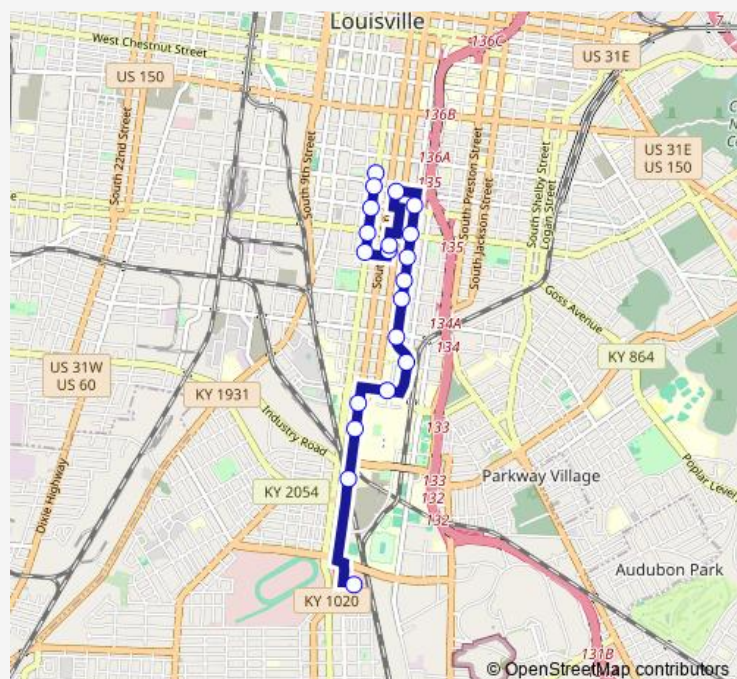 Louisville
136C
7
West Chestnut Street
US 31E
US 150
136B
South 22nd Street
South 9th Street
136A
135
South Preston Street
South Jackson Street
South Shelby Street
Logan Street
US 31E
US 150
135
134A
134
Goss Avenue
KY 864
US 31W
US 60
KY 1931
Industry Road
133
Poplar Level
KY 2054
133
Parkway Village
132
132
Dixie Highway
Audubon Park
KY 1020
131B
© OpenStreetMap contributors